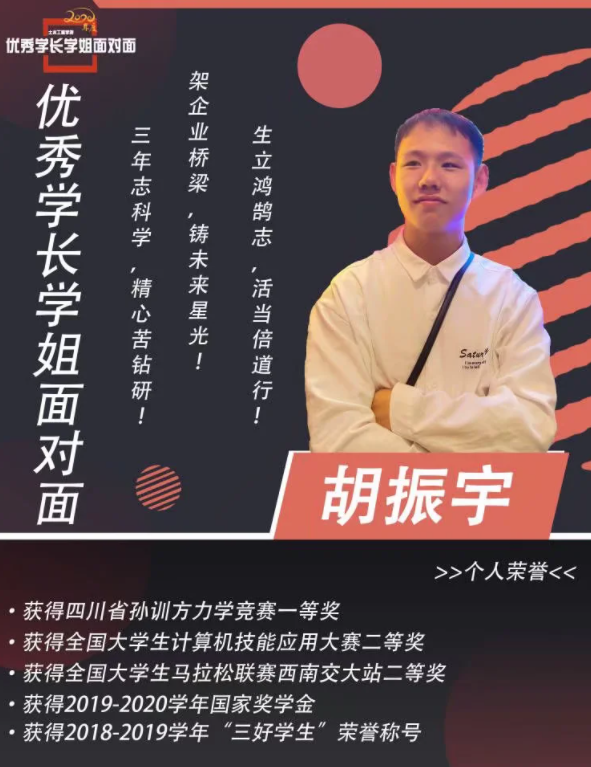 2020
年度
优秀学长学姐面对面
优秀学长学姐面对面
生立鸿鹄志，活当倍道行！
架企业桥梁，铸未来星光！
三年志科学，精心苦钻研！
胡振宇
>>个人荣誉<<
·获得四川省孙训方力学竞赛一等奖
·获得全国大学生计算机技能应用大赛二等奖
·获得全国大学生马拉松联赛西南交大站二等奖
·获得2019-2020学年国家奖学金
·获得2018-2019学年“三好学生”荣誉称号